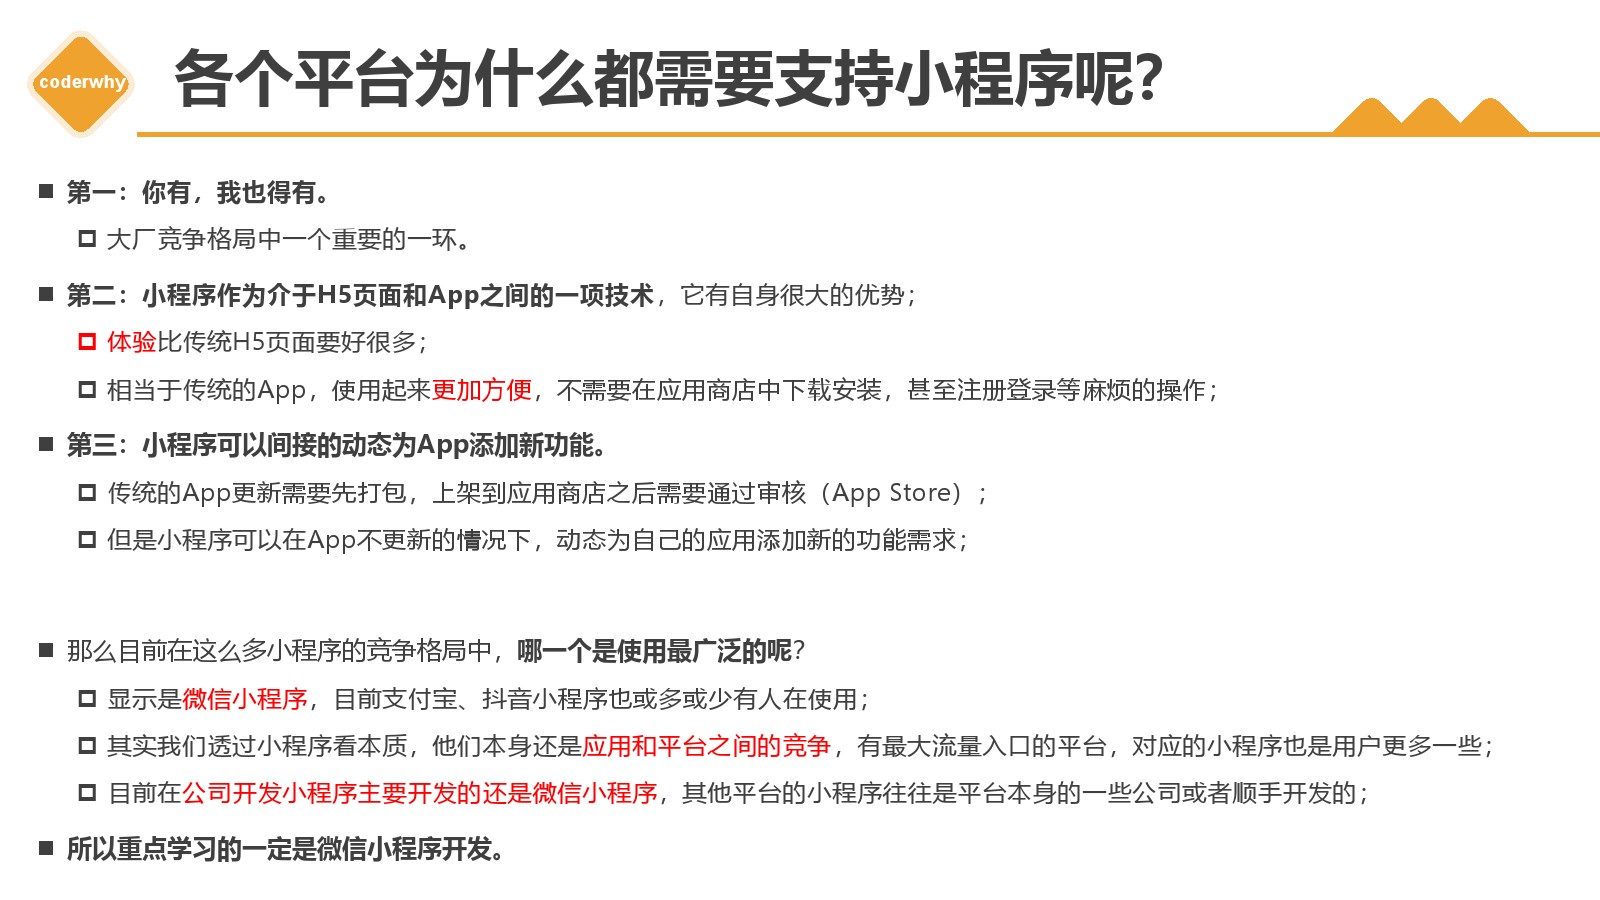 coderwhy
各个平台为什么都需要支持小程序呢？
第一：你有，我也得有。
大厂竞争格局中一个重要的一环。
第二：小程序作为介于H5页面和App之间的一项技术，它有自身很大的优势；
体验比传统H5页面要好很多；
相当于传统的App，使用起来更加方便，不需要在应用商店中下载安装，甚至注册登录等麻烦的操作；
第三：小程序可以间接的动态为App添加新功能。
传统的App更新需要先打包，上架到应用商店之后需要通过审核（App Store）；
但是小程序可以在App不更新的情况下，动态为自己的应用添加新的功能需求；
那么目前在这么多小程序的竞争格局中，哪一个是使用最广泛的呢？
显示是微信小程序，目前支付宝、抖音小程序也或多或少有人在使用；
其实我们透过小程序看本质，他们本身还是应用和平台之间的竞争，有最大流量入口的平台，对应的小程序也是用户更多一些；
目前在公司开发小程序主要开发的还是微信小程序，其他平台的小程序往往是平台本身的一些公司或者顺手开发的；
所以重点学习的一定是微信小程序开发。